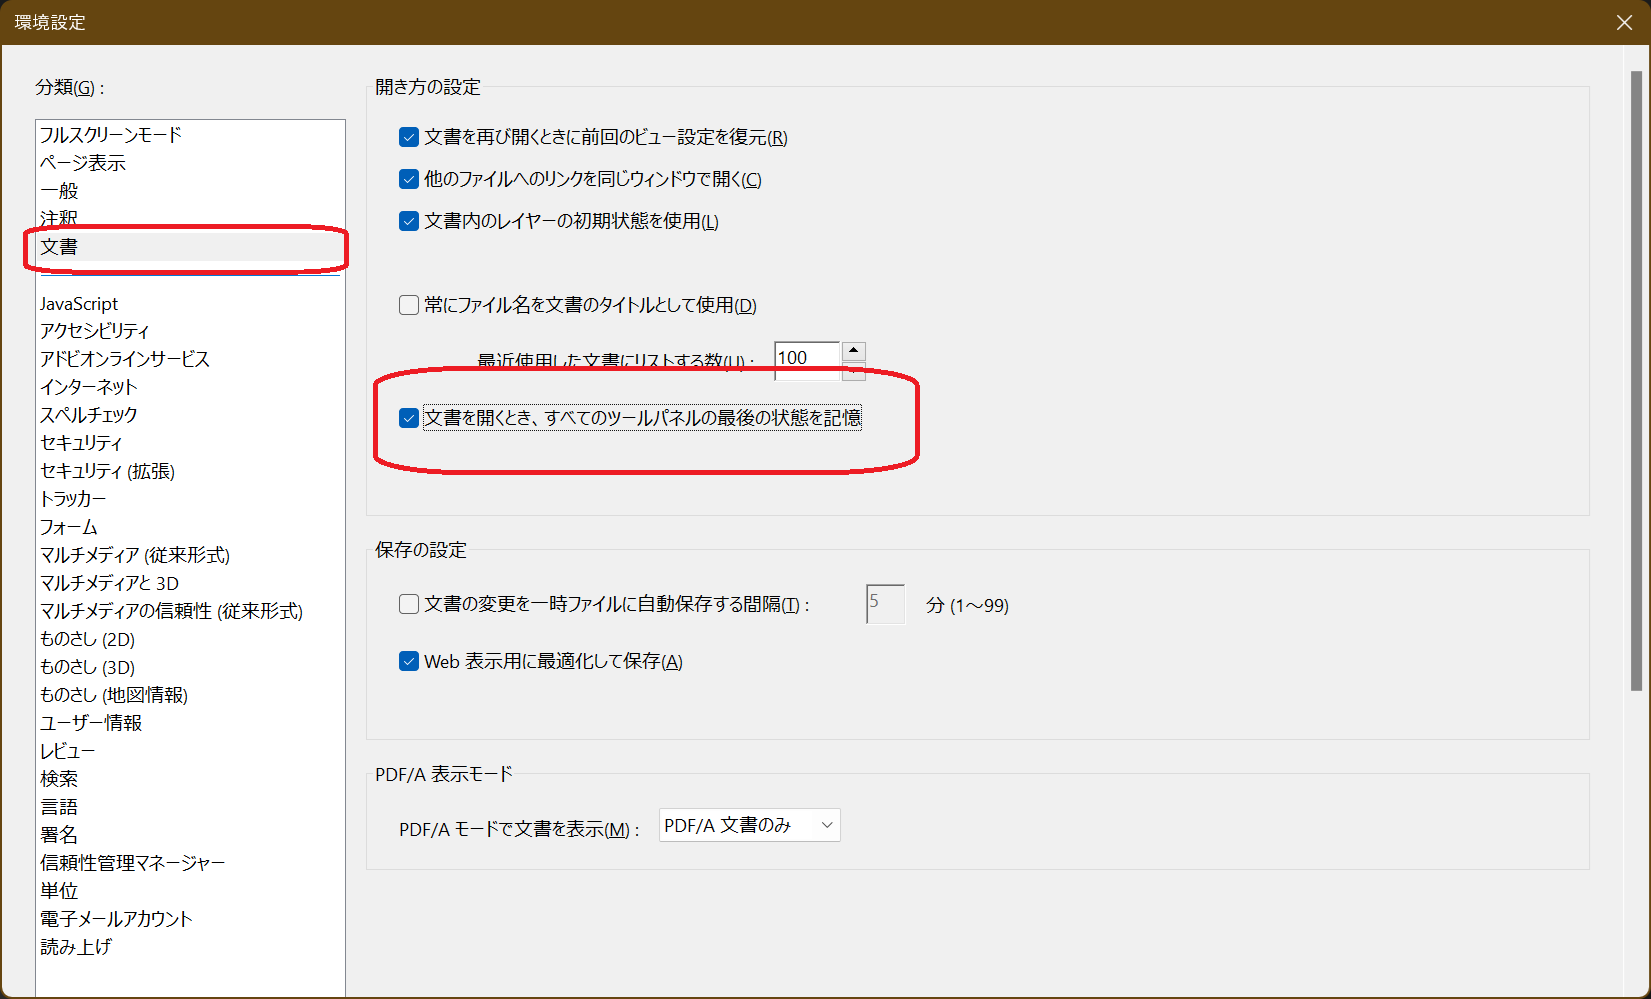 環境設定
分類(G) :
フルスクリーンモード
ページ表示
一般
注釈
文書
JavaScript
アクセシビリティ
アドビオンラインサービス
インターネット
スペルチェック
セキュリティ
セキュリティ (拡張)
トラッカー
フォーム
マルチメディア (従来形式)
マルチメディアと 3D
マルチメディアの信頼性 (従来形式)
ものさし (2D)
ものさし (3D)
ものさし (地図情報)
ユーザー情報
レビュー
検索
言語
署名
信頼性管理マネージャー
単位
電子メールアカウント
読み上げ
開き方の設定
文書を再び開くときに前回のビュー設定を復元(R)
他のファイルへのリンクを同じウィンドウで開く(C)
文書内のレイヤーの初期状態を使用(L)
常にファイル名を文書のタイトルとして使用(D)
最近使用した文書にリストする数(U) : 100
文書を開くとき、すべてのツールパネルの最後の状態を記憶
保存の設定
文書の変更を一時ファイルに自動保存する間隔(T) : 5 分 (1～99)
Web 表示用に最適化して保存(A)
PDF/A 表示モード
PDF/A モードで文書を表示(M) : PDF/A 文書のみ